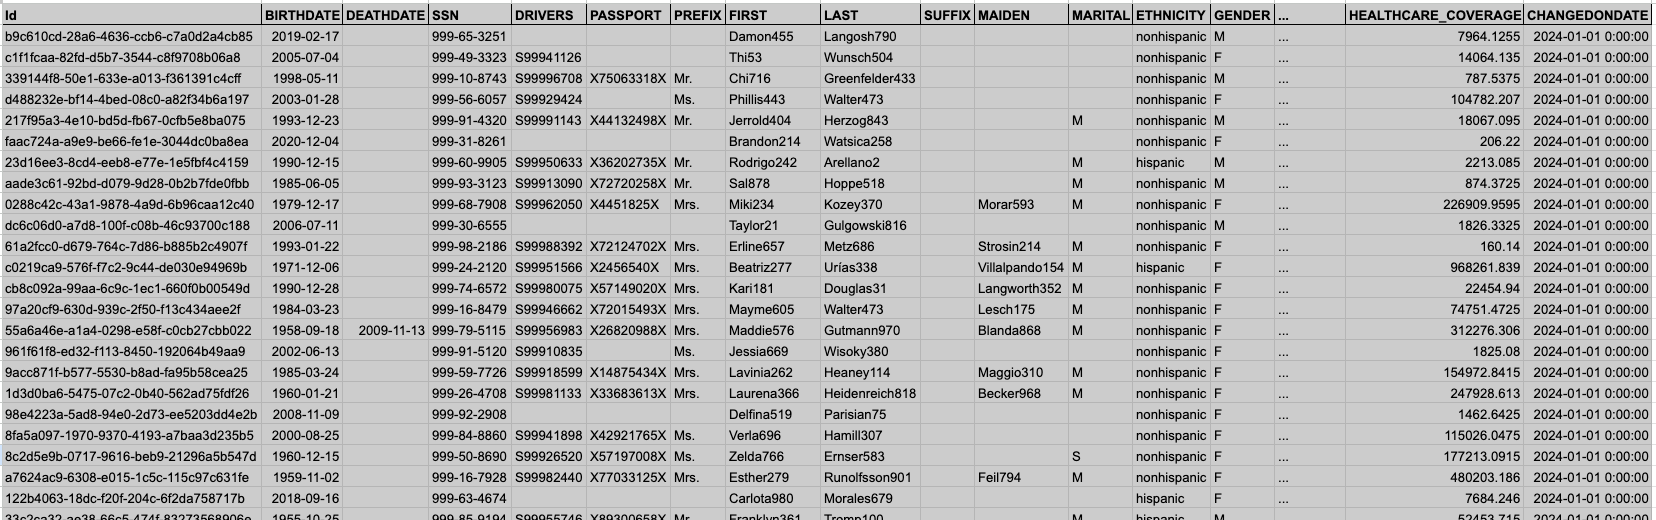 Id BIRTHDATE DEATHDATE SSN DRIVERS PASSPORT PREFIX FIRST LAST SUFFIX MAIDEN MARITAL ETHNICITY GENDER ... HEALTHCARE_COVERAGE CHANGEDONDATE
b9c610cd-28a6-4636-ccb6-c7a0d2a4cb85 2019-02-17 999-65-3251 Damon455 Langosh790 nonhispanic M ... 7964.1255 2024-01-01 0:00:00
c1f1fcaa-82fd-d5b7-3544-c8f9708b06a8 2005-07-04 999-49-3323 S99941126 Thi53 Wunsch504 nonhispanic F ... 14064.135 2024-01-01 0:00:00
339144f8-50e1-633e-a013-f361391c4cff 1998-05-11 999-10-8743 S99996708 X75063318X Mr. Chi716 Greenfelder433 nonhispanic M ... 787.5375 2024-01-01 0:00:00
d488232e-bf14-4bed-08c0-a82f34b6a197 2003-01-28 999-56-6057 S99929424 Ms. Phillis443 Walter473 nonhispanic F ... 104782.207 2024-01-01 0:00:00
217f95a3-4e10-bd5d-fb67-0cfb5e8ba075 1993-12-23 999-91-4320 S99991143 X44132498X Mr. Jerrold404 Herzog843 M nonhispanic M ... 18067.095 2024-01-01 0:00:00
faac724a-a9e9-be66-fe1e-3044dc0ba8ea 2020-12-04 999-31-8261 Brandon214 Watsica258 nonhispanic M ... 206.22 2024-01-01 0:00:00
23d16ee3-8cd4-eeb8-e77e-1e5fbf4c4159 1990-12-15 999-60-9905 S99950633 X36202735X Mr. Rodrigo242 Arellano2 M hispanic M ... 2213.085 2024-01-01 0:00:00
aade3c61-92bd-d079-9d28-0b2b7fde0fbb 1985-06-05 999-93-3123 S99913090 X72720258X Mr. Sal878 Hoppe518 M nonhispanic M ... 874.3725 2024-01-01 0:00:00
0288c42c-43a1-9878-4a9d-6b96caa12c40 1979-12-17 999-68-7908 S99962050 X4451825X Mrs. Miki234 Kozey370 Morar593 M nonhispanic F ... 226909.9595 2024-01-01 0:00:00
dc6c06d0-a7d8-100f-c08b-46c93700c188 2006-07-11 999-30-6555 Taylor21 Gulgowski816 nonhispanic M ... 1826.3325 2024-01-01 0:00:00
61a2fcc0-d679-764c-7d86-b885b2c4907f 1993-01-22 999-98-2186 S99988392 X72124702X Mrs. Erline657 Metz686 Strosin214 M nonhispanic F ... 160.14 2024-01-01 0:00:00
c0219ca9-576f-f7c2-9c44-de030e94969b 1971-12-06 999-24-2120 S99951566 X2456540X Mrs. Beatriz277 Urías338 Villalpando154 M hispanic F ... 968261.839 2024-01-01 0:00:00
cb8c092a-99aa-6c9c-1ec1-660f0b00549d 1990-12-28 999-74-6572 S99980075 X57149020X Mrs. Kari181 Douglas31 Langworth352 M nonhispanic F ... 22454.94 2024-01-01 0:00:00
97a20cf9-630d-939c-2f50-f13c434aee2f 1984-03-23 999-16-8479 S99946662 X72015493X Mrs. Mayme605 Walter473 Lesch175 M nonhispanic F ... 74751.4725 2024-01-01 0:00:00
55a6a46e-a1a4-0298-e58f-c0cb27cbb022 1958-09-18 2009-11-13 999-79-5115 S99956983 X26820988X Mrs. Maddie576 Gutmann970 Blanda868 M nonhispanic F ... 312276.306 2024-01-01 0:00:00
961f61f8-ed32-f113-8450-192064b49aa9 2002-06-13 999-91-5120 S99910835 Ms. Jessia669 Wisoky380 nonhispanic F ... 1825.08 2024-01-01 0:00:00
9acc871f-b577-5530-b8ad-fa95b58cea25 1985-03-24 999-59-7726 S99918599 X14875434X Mrs. Lavinia262 Heaney114 Maggio310 M nonhispanic F ... 154972.8415 2024-01-01 0:00:00
1d3d0ba6-5475-07c2-0b40-562ad75fdf26 1960-01-21 999-26-4708 S99981133 X33683613X Mrs. Laurena366 Heidenreich818 Becker968 M nonhispanic F ... 247928.613 2024-01-01 0:00:00
98e4223a-5ad8-94e0-2d73-ee5203dd4e2b 2008-11-09 999-92-2908 Delfina519 Parisian75 nonhispanic F ... 1462.6425 2024-01-01 0:00:00
8fa5a097-1970-9370-4193-a7baa3d235b5 2000-08-25 999-84-8860 S99941898 X42921765X Ms. Verla696 Hamill307 nonhispanic F ... 115026.0475 2024-01-01 0:00:00
8c2d5e9b-0717-9616-beb9-21296a5b547d 1960-12-15 999-50-8690 S99926520 X57197008X Ms. Zelda766 Ernser583 S nonhispanic F ... 177213.0915 2024-01-01 0:00:00
a7624ac9-6308-e015-1c5c-115c97c631fe 1959-11-02 999-16-7928 S99982440 X77033125X Mrs. Esther279 Runolfsson901 Feil794 M nonhispanic F ... 480203.186 2024-01-01 0:00:00
122b4063-18dc-f20f-204c-6f2da758717b 2018-09-16 999-63-4674 Carlota980 Morales679 hispanic F ... 7684.246 2024-01-01 0:00:00
1955-10-25 999-85-9194 S99955746 X89300658X Mr. Franklyn361 Tromp100 M hispanic M ... 52453.715 2024-01-01 0:00:00